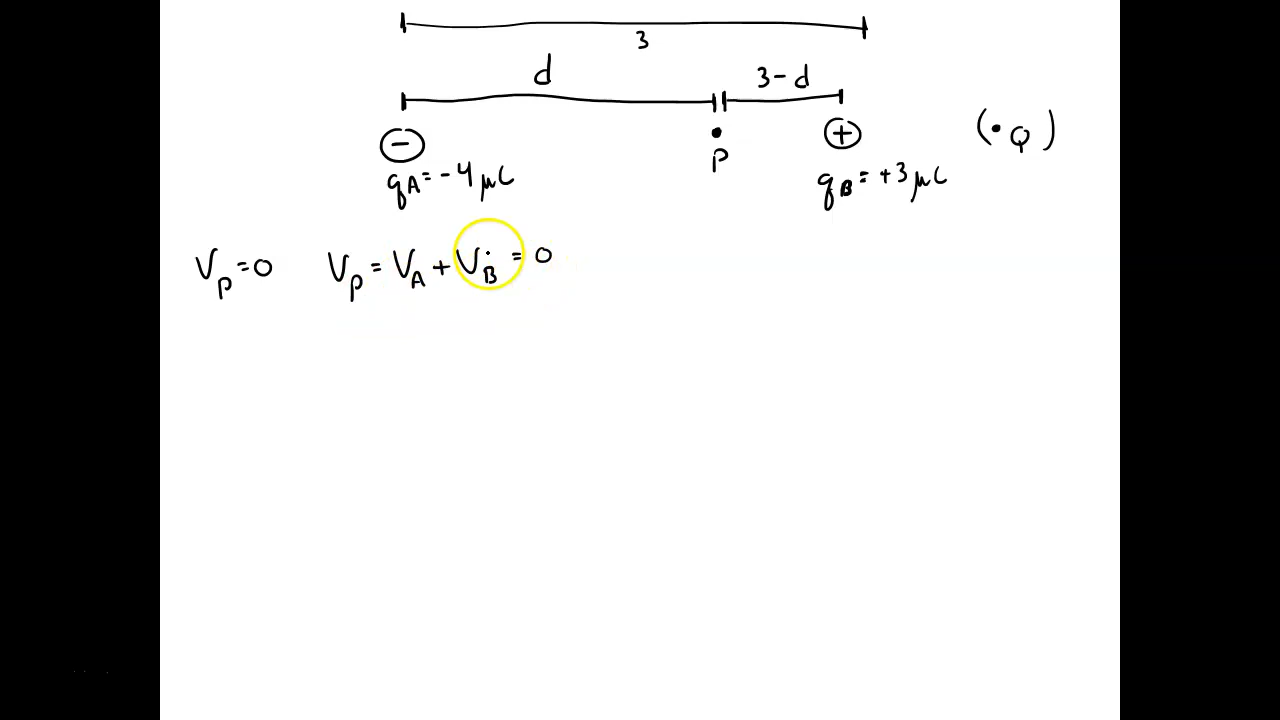 3
d 3-d
(• Q)
− P +
qA = -4 μC qB = +3 μC
Vp = 0 Vp = VA + VB = 0